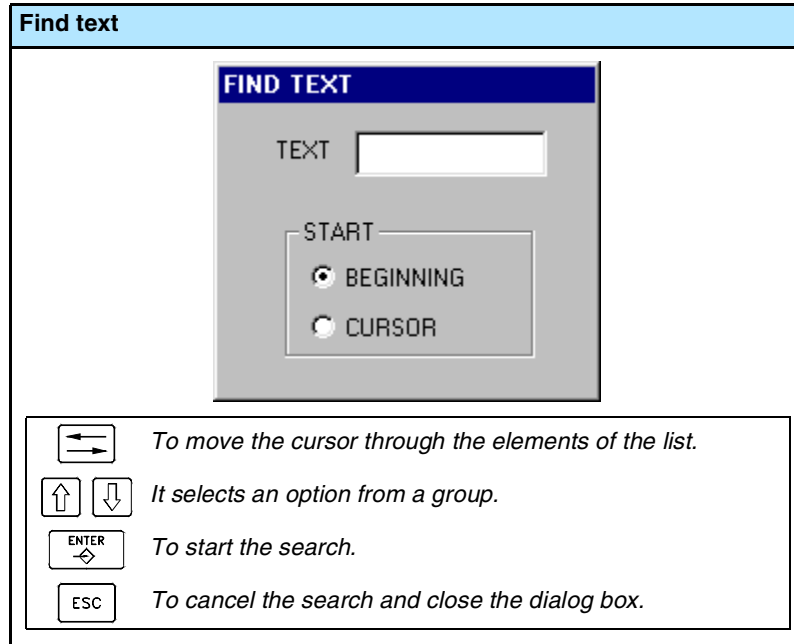 Find text
FIND TEXT
TEXT
START
BEGINNING
CURSOR
To move the cursor through the elements of the list.
It selects an option from a group.
ENTER To start the search.
ESC To cancel the search and close the dialog box.